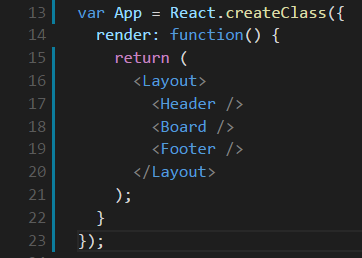 13 var App = React.createClass({
14   render: function() {
15     return (
16       <Layout>
17         <Header />
18         <Board />
19         <Footer />
20       </Layout>
21     );
22   }
23 });